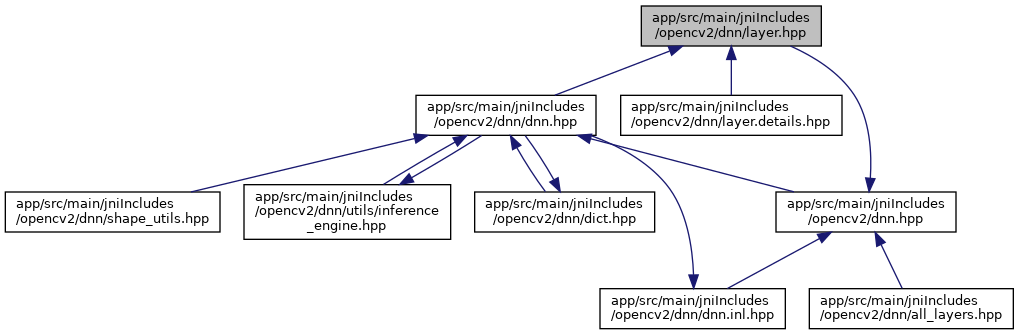 app/src/main/jniIncludes
/opencv2/dnn/layer.hpp
app/src/main/jniIncludes
/opencv2/dnn/dnn.hpp
app/src/main/jniIncludes
/opencv2/dnn/layer.details.hpp
app/src/main/jniIncludes
/opencv2/dnn/shape_utils.hpp
app/src/main/jniIncludes
/opencv2/dnn/utils/inference
_engine.hpp
app/src/main/jniIncludes
/opencv2/dnn/dict.hpp
app/src/main/jniIncludes
/opencv2/dnn.hpp
app/src/main/jniIncludes
/opencv2/dnn/dnn.inl.hpp
app/src/main/jniIncludes
/opencv2/dnn/all_layers.hpp